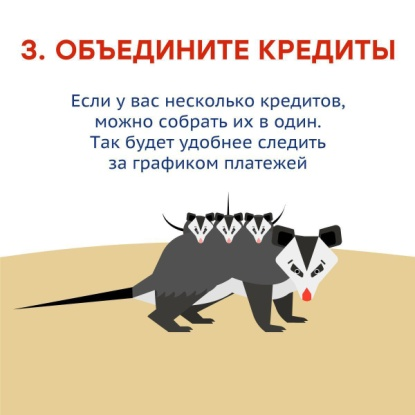 3. ОБЪЕДИНИТЕ КРЕДИТЫ
Если у вас несколько кредитов,
можно собрать их в один.
Так будет удобнее следить
за графиком платежей